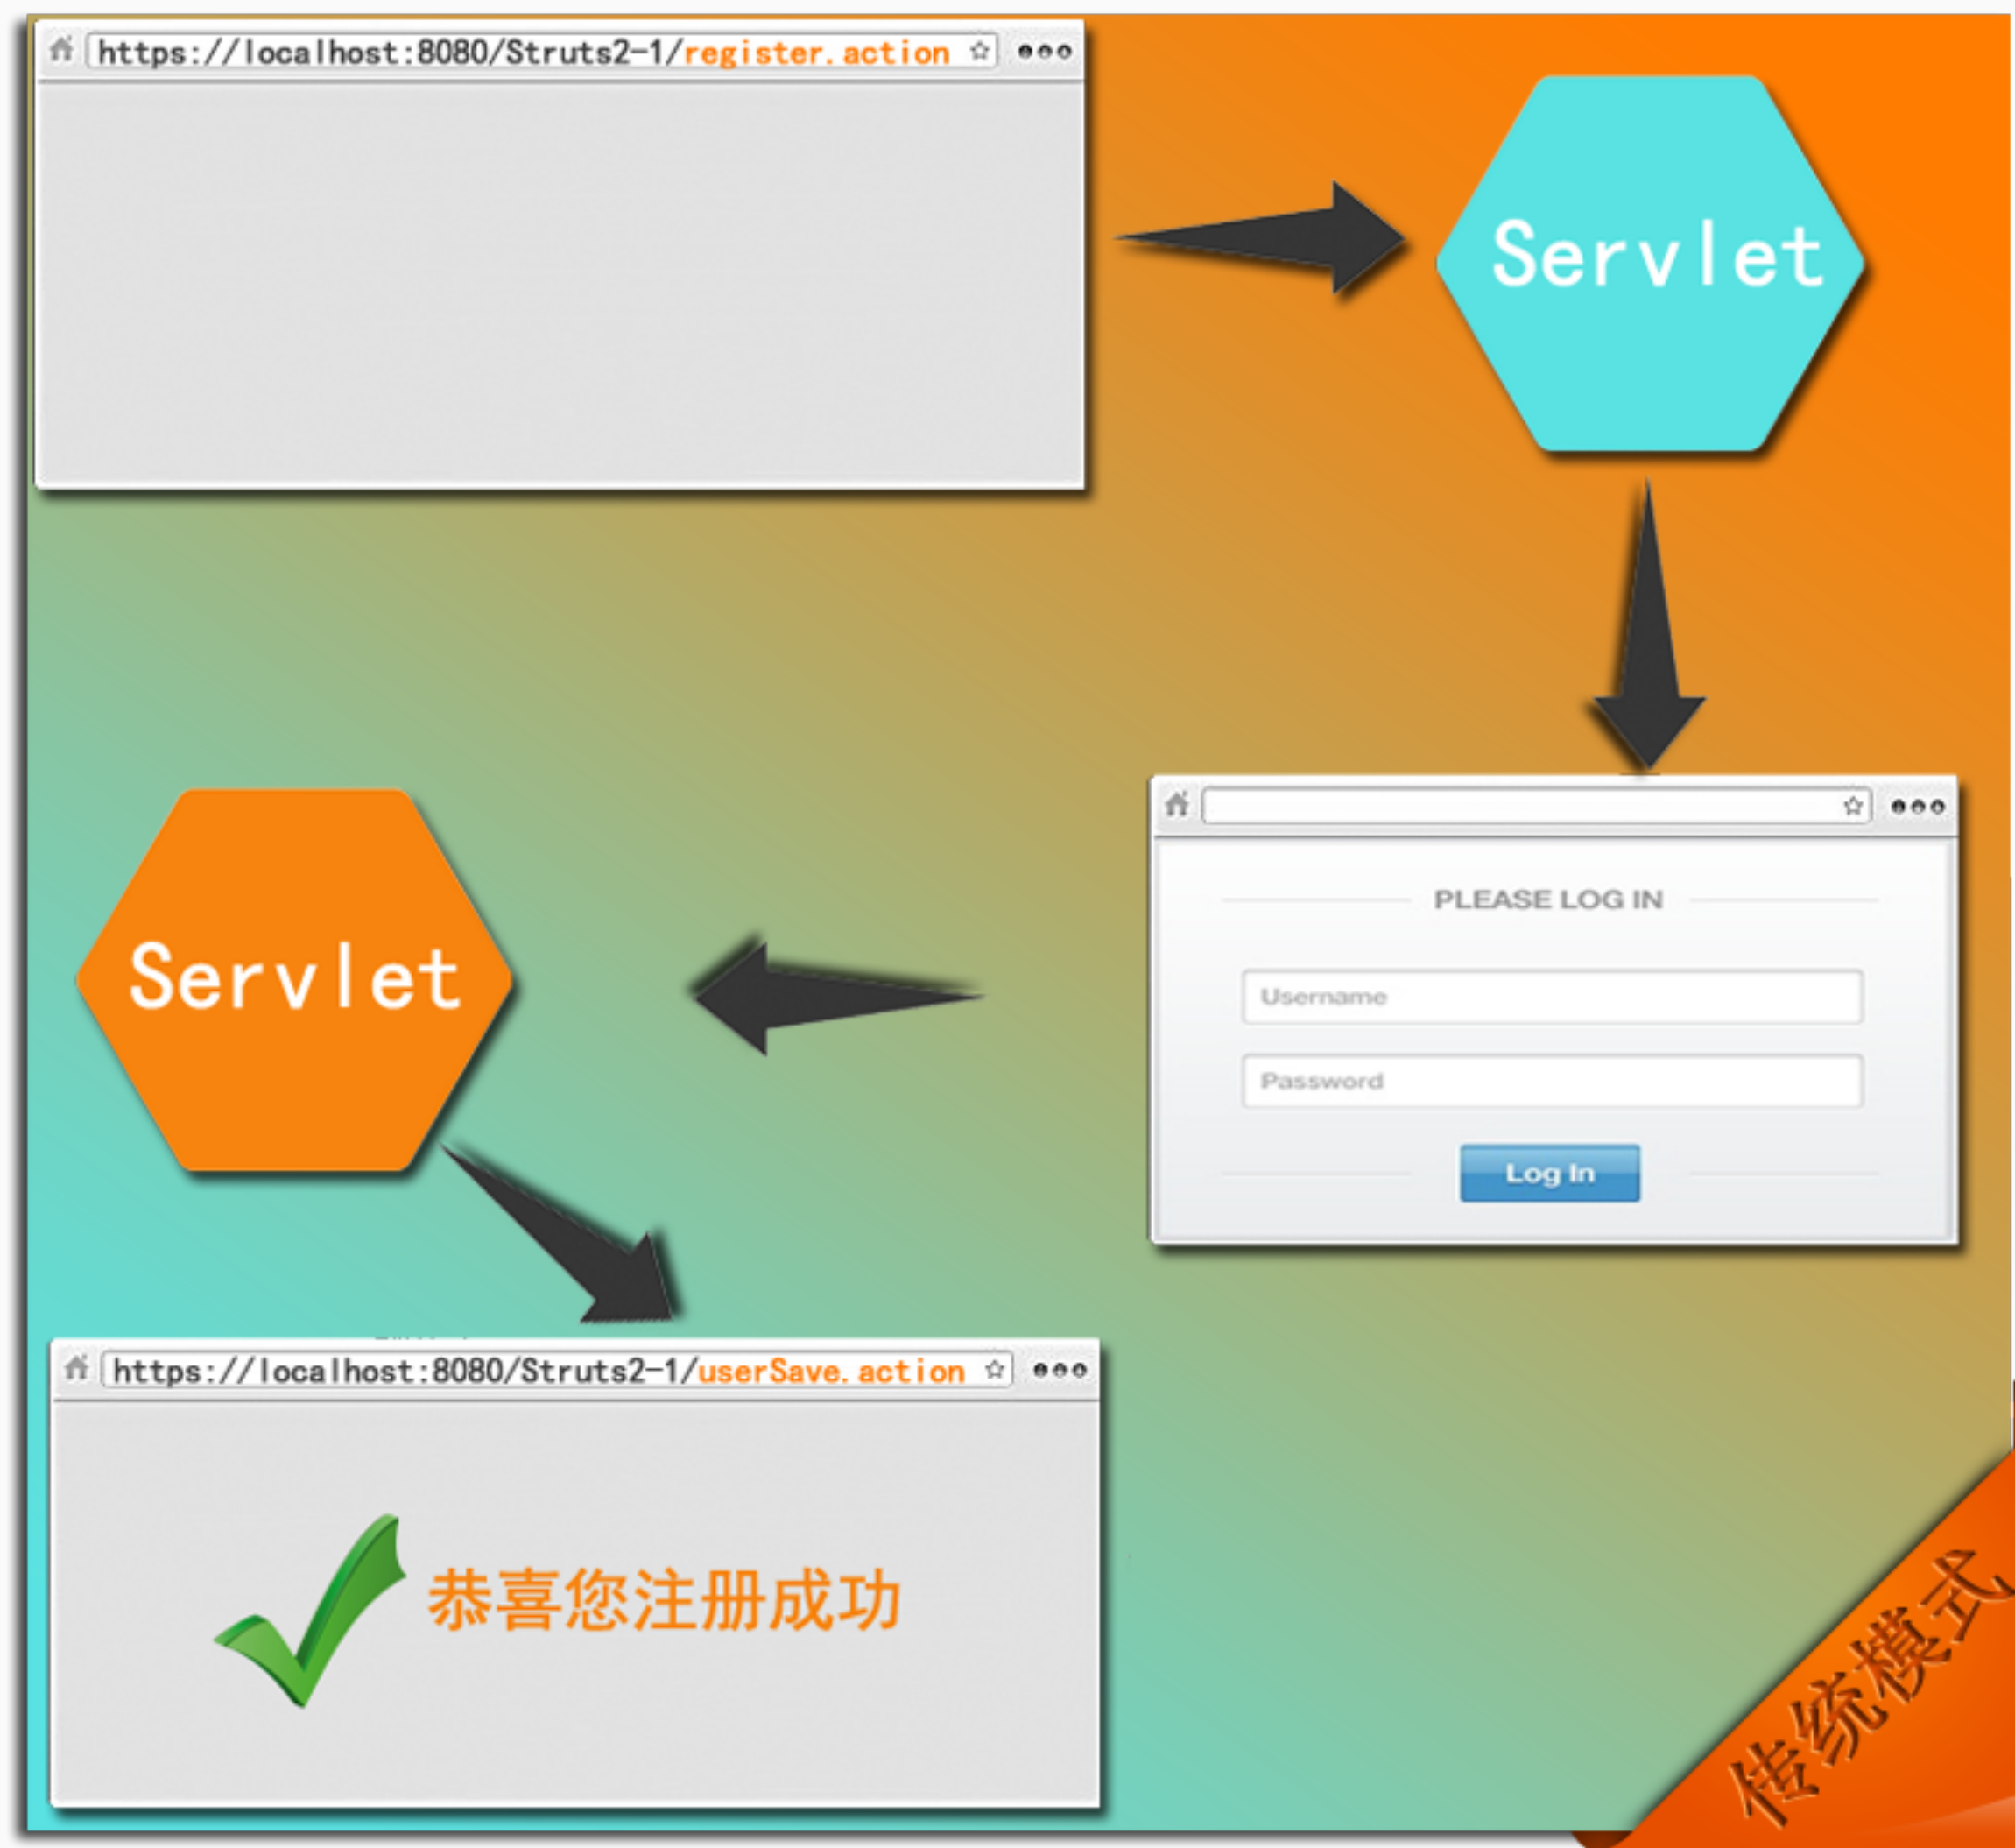 https://localhost:8080/Struts2-1/register.action
Servlet
PLEASE LOG IN
Username
Password
Log In
Servlet
https://localhost:8080/Struts2-1/userSave.action
恭喜您注册成功
传统模式